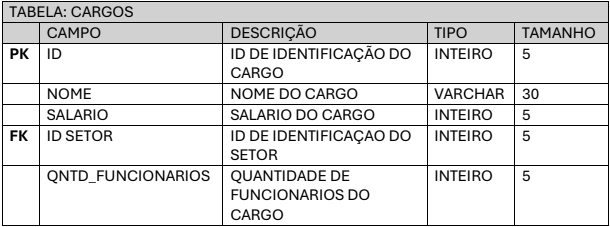 TABELA: CARGOS
CAMPO DESCRIÇÃO TIPO TAMANHO
PK ID ID DE IDENTIFICAÇÃO DO CARGO INTEIRO 5
NOME NOME DO CARGO VARCHAR 30
SALARIO SALARIO DO CARGO INTEIRO 5
FK ID SETOR ID DE IDENTIFICAÇAO DO SETOR INTEIRO 5
QNTD_FUNCIONARIOS QUANTIDADE DE FUNCIONARIOS DO CARGO INTEIRO 5